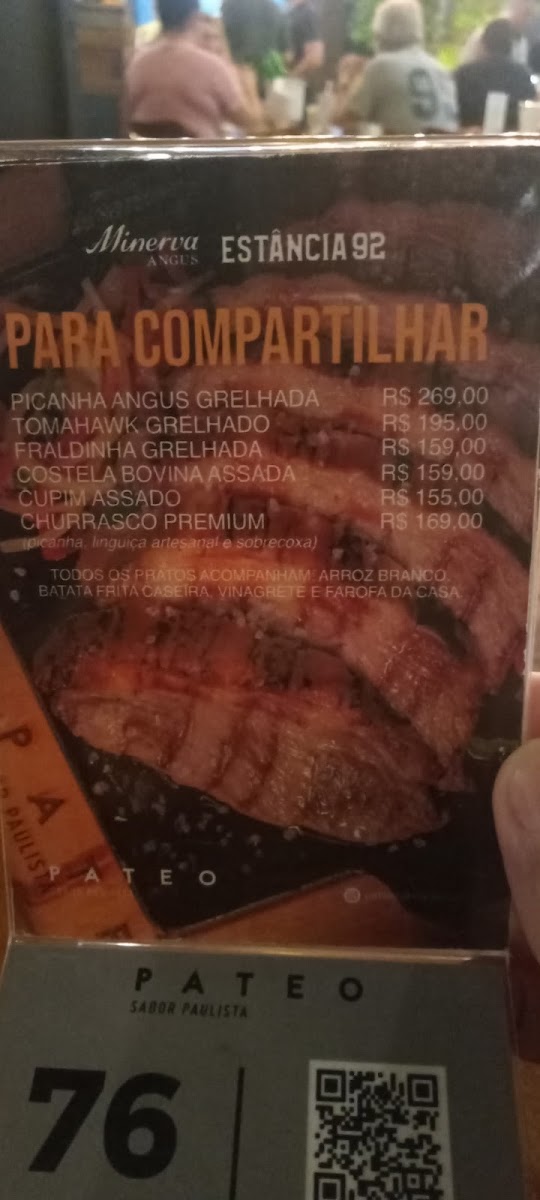 Minerva ESTÂNCIA92
ANGUS
PARA COMPARTILHAR
PICANHA ANGUS GRELHADA R$ 269,00
TOMAHAWK GRELHADO R$ 195,00
FRALDINHA GRELHADA R$ 159,00
COSTELA BOVINA ASSADA R$ 159,00
CUPIM ASSADO R$ 155,00
CHURRASCO PREMIUM R$ 169,00
(picanha, linguiça artesanal e sobrecoxa)
TODOS OS PRATOS ACOMPANHAM: ARROZ BRANCO,
BATATA FRITA CASEIRA, VINAGRETE E FAROFA DA CASA.
P A
PAULISTA
PATEO
PATEO
SABOR PAULISTA
76